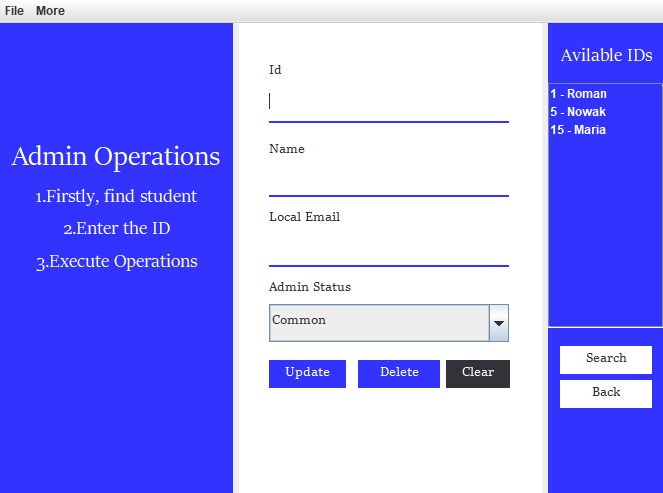 File More
Admin Operations
1.Firstly, find student
2.Enter the ID
3.Execute Operations
Id
Name
Local Email
Admin Status
Common
Update Delete Clear
Avilable IDs
1 - Roman
5 - Nowak
15 - Maria
Search
Back